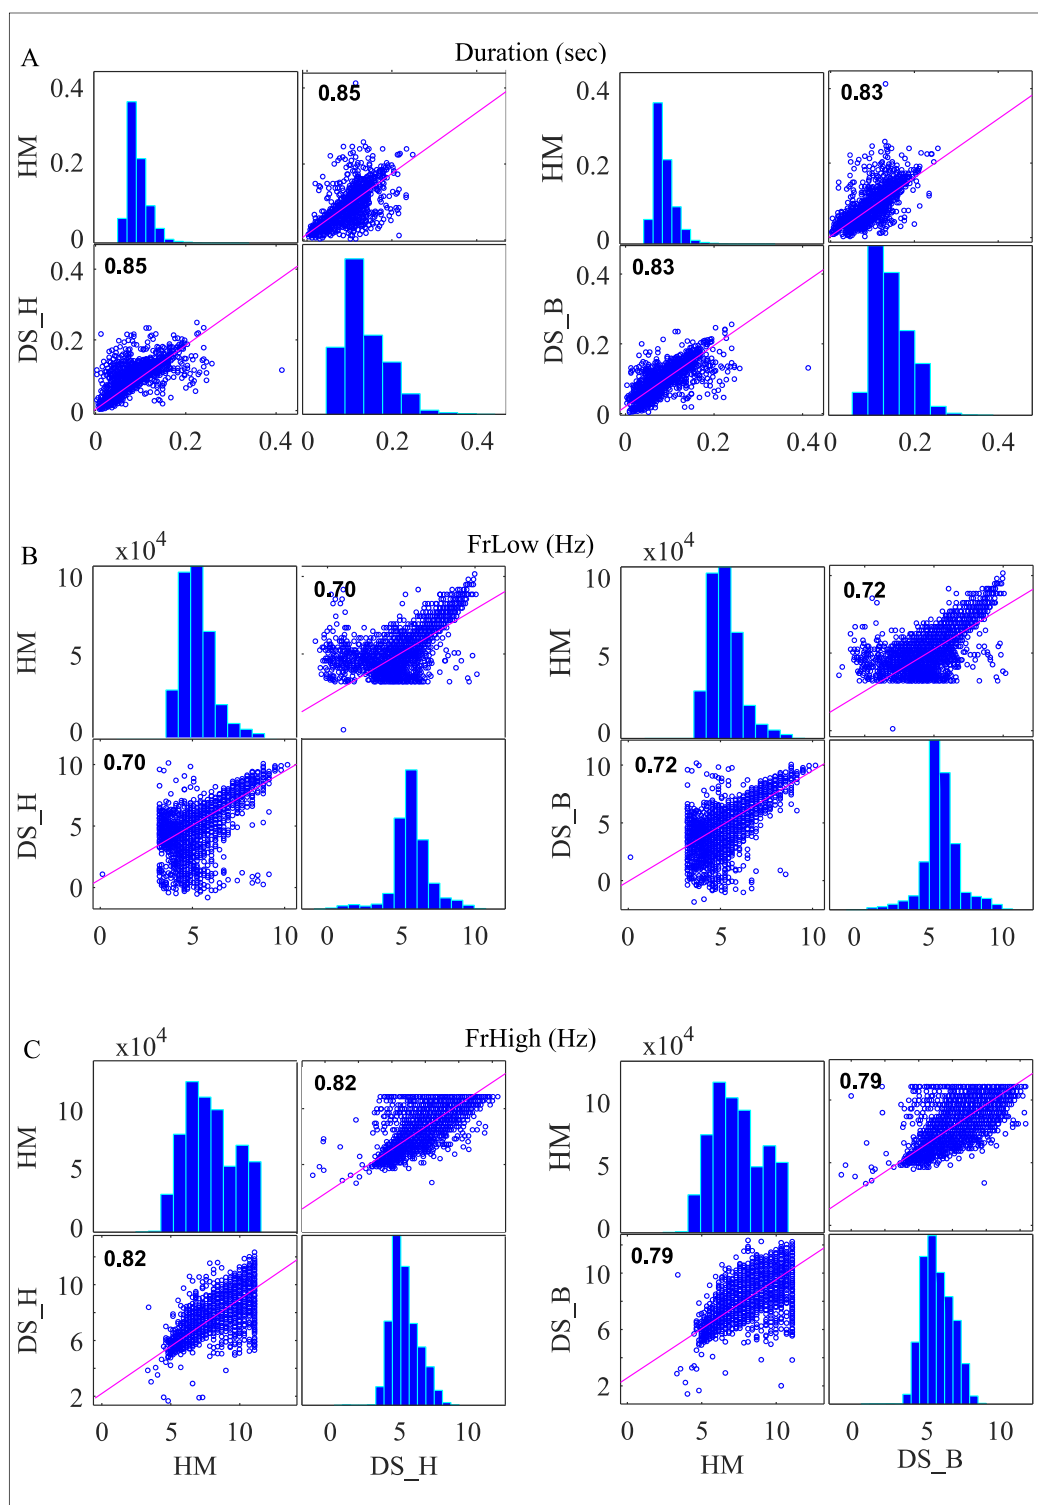 A
Duration (sec)
0.4
0.2
0
HM
0.85
0.4
0.2
0
HM
0.83
0.4
0.2
0
DS_H
0.85
0.4
0.2
0
DS_B
0.83
0 0.2 0.4 0 0.2 0.4
0 0.2 0.4 0 0.2 0.4
B
x10^4
FrLow (Hz)
x10^4
10
5
0
HM
0.70
10
5
0
HM
0.72
10
5
0
DS_H
0.70
10
5
0
DS_B
0.72
0 5 10 0 5 10
0 5 10 0 5 10
C
x10^4
FrHigh (Hz)
x10^4
10
5
0
HM
0.82
10
5
0
HM
0.79
10
6
2
DS_H
0.82
10
6
2
DS_B
0.79
0 5 10 0 5 10
0 5 10 0 5 10
HM DS_H HM DS_B